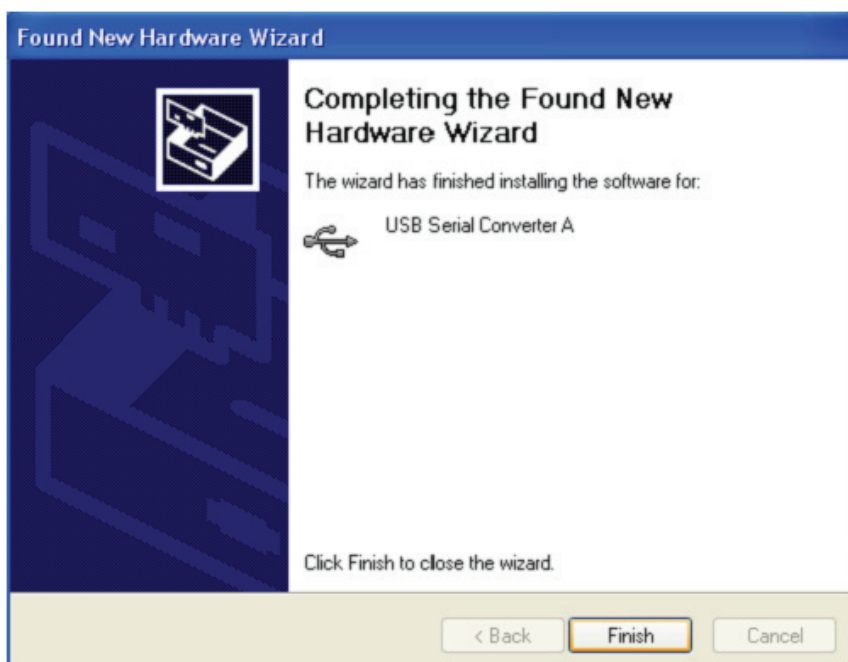 Found New Hardware Wizard
Completing the Found New
Hardware Wizard
The wizard has finished installing the software for:
USB Serial Converter A
Click Finish to close the wizard.
< Back
Finish
Cancel